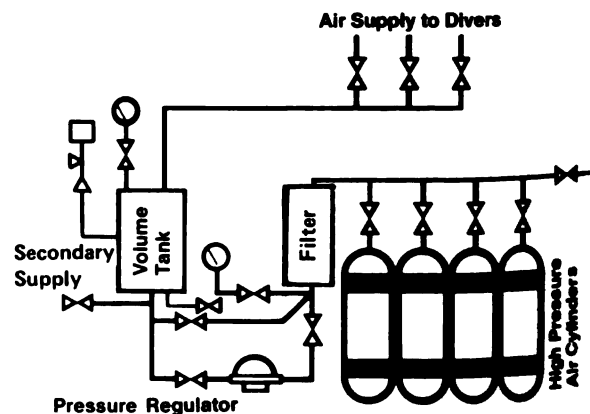 Air Supply to Divers
Volume
Tank
Filter
Secondary
Supply
High Pressure
Air Cylinders
Pressure Regulator